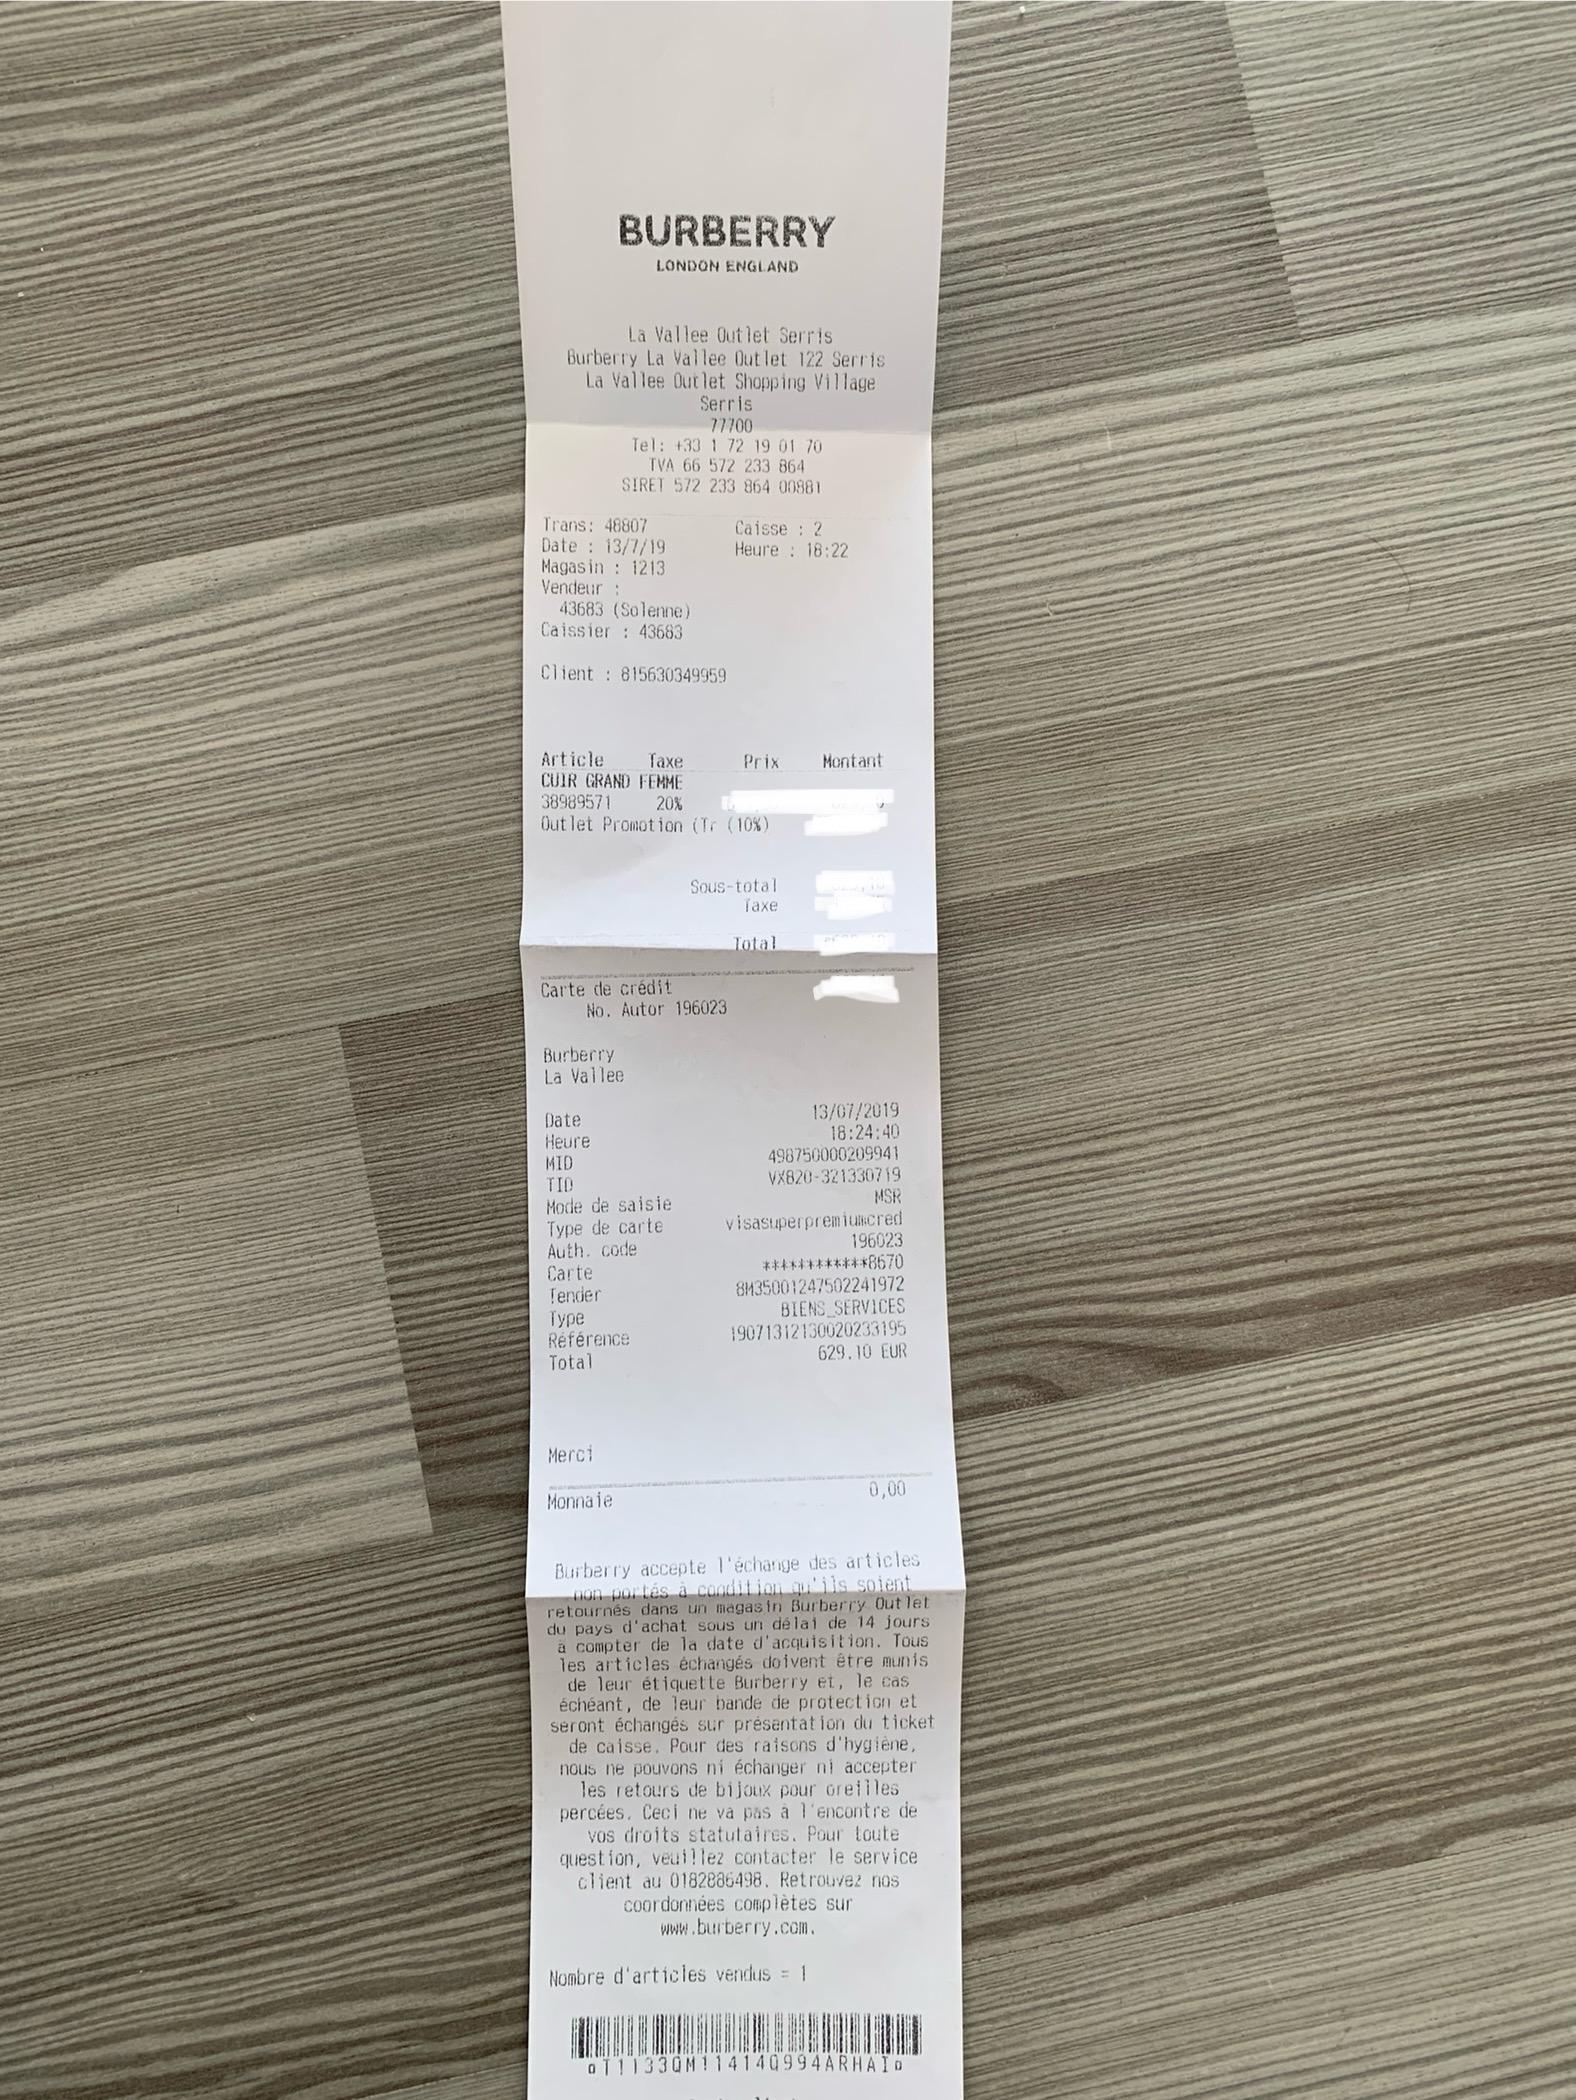 BURBERRY
LONDON ENGLAND
La Vallee Outlet Serris
Burberry La Vallee Outlet 122 Serris
La Vallee Outlet Shopping Village
Serris
77700
Tel: +33 1 72 19 01 70
TVA 66 572 233 864
SIRET 572 233 864 00881
Trans: 48807 Caisse : 2
Date : 13/7/19 Heure : 18:22
Magasin : 1213
Vendeur :
43683 (Solenne)
Caissier : 43683
Client : 815630349959
Article Taxe Prix Montant
CUIR GRAND FEMME
38989571 20%
Outlet Promotion (Tr (10%)
Sous-total
Taxe
Total
Carte de crédit
No. Autor 196023
Burberry
La Vallee
Date 13/07/2019
Heure 18:24:40
MID 498750000209941
TID VX820-321330719
Mode de saisie MSR
Type de carte visasuperpremiumcred
Auth. code 196023
Carte ************8670
Tender 8M35001247502241972
Type BIENS_SERVICES
Référence 19071312130020233195
Total 629.10 EUR
Merci
Monnaie 0,00
Burberry accepte l'échange des articles
non portés à condition qu'ils soient
retournés dans un magasin Burberry Outlet
du pays d'achat sous un délai de 14 jours
à compter de la date d'acquisition. Tous
les articles échangés doivent être munis
de leur étiquette Burberry et, le cas
échéant, de leur bande de protection et
seront échangés sur présentation du ticket
de caisse. Pour des raisons d'hygiène,
nous ne pouvons ni échanger ni accepter
les retours de bijoux pour oreilles
percées. Ceci ne va pas à l'encontre de
vos droits statutaires. Pour toute
question, veuillez contacter le service
client au 0182886498. Retrouvez nos
coordonnées complètes sur
www.burberry.com.
Nombre d'articles vendus = 1
¤T1133QM11414Q994ARHAI¤